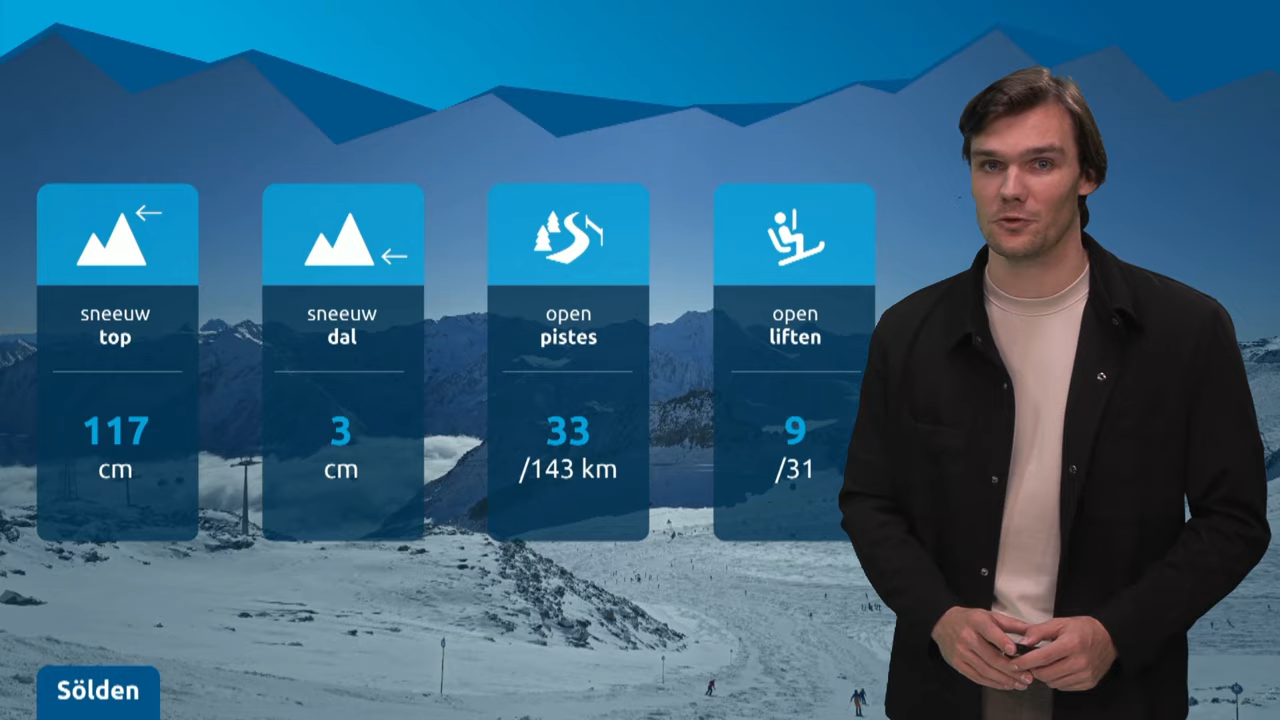 sneeuw
top
117
cm
sneeuw
dal
3
cm
open
pistes
33
/143 km
open
liften
9
/31
Sölden